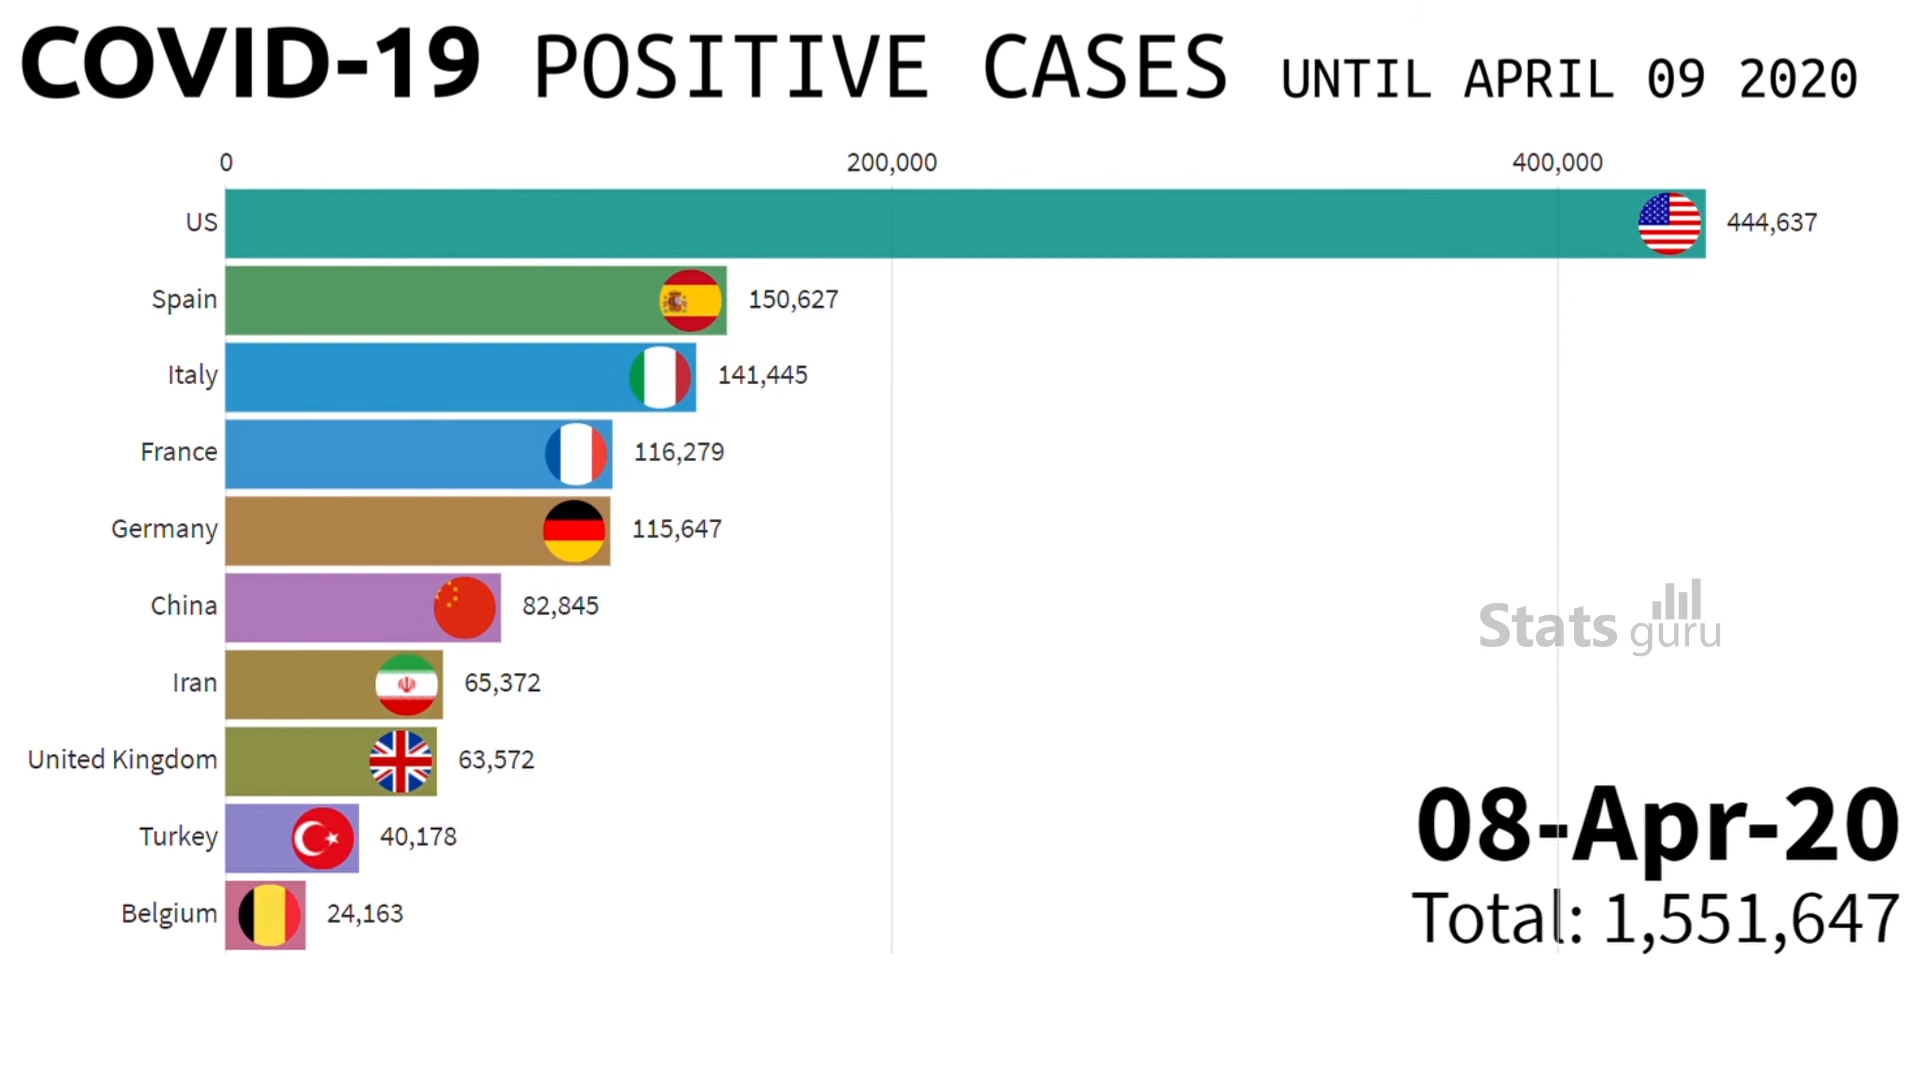 COVID-19 POSITIVE CASES UNTIL APRIL 09 2020
0 200,000 400,000
US 444,637
Spain 150,627
Italy 141,445
France 116,279
Germany 115,647
China 82,845
Stats guru
Iran 65,372
United Kingdom 63,572
Turkey 40,178
08-Apr-20
Belgium 24,163
Total: 1,551,647